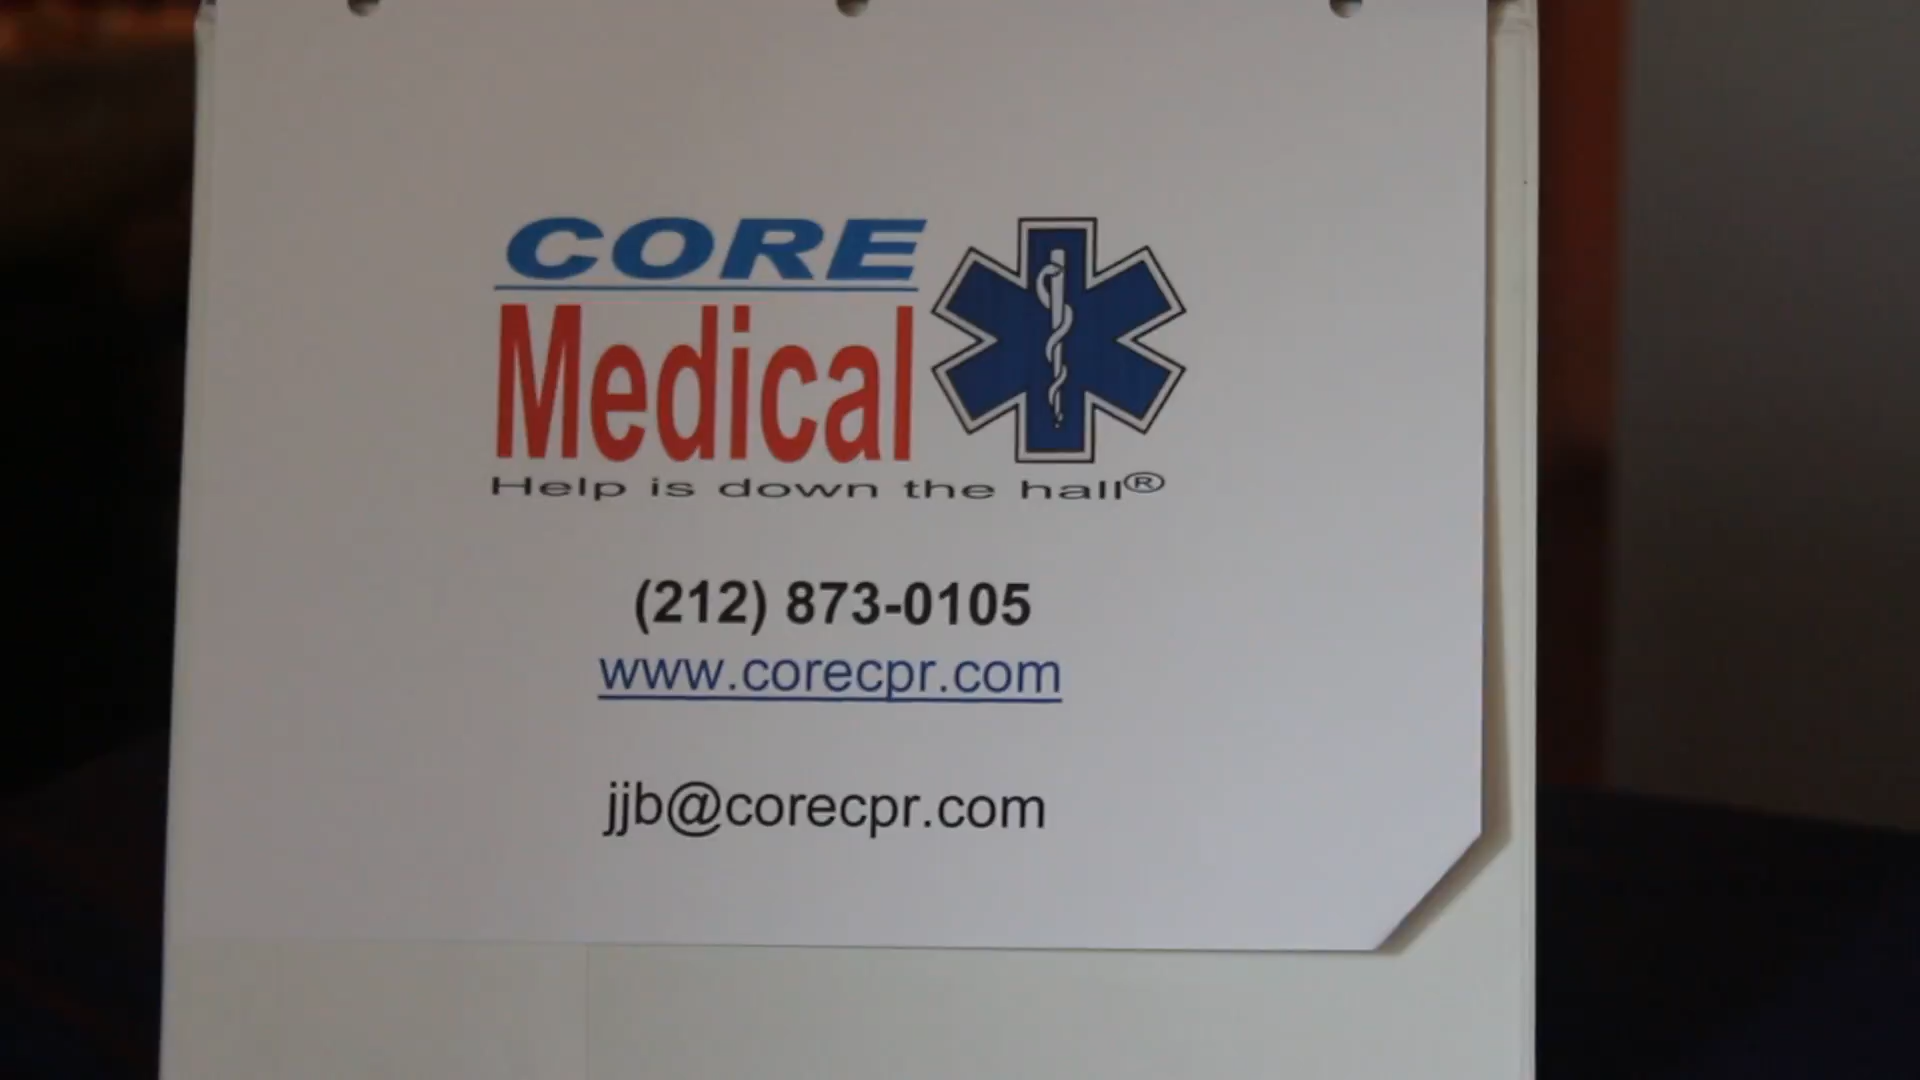 CORE
Medical
Help is down the hall®
(212) 873-0105
www.corecpr.com
jjb@corecpr.com